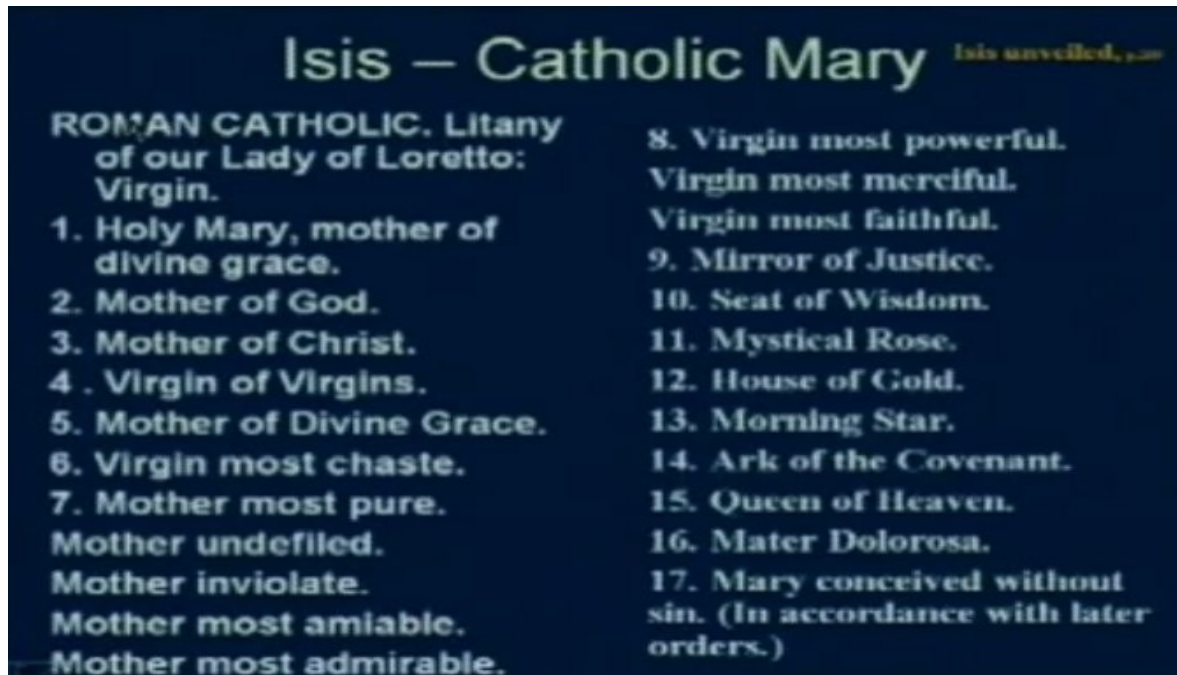 Isis – Catholic Mary
Isis unveiled,
ROMAN CATHOLIC. Litany
of our Lady of Loretto:
Virgin.
1. Holy Mary, mother of
divine grace.
2. Mother of God.
3. Mother of Christ.
4 . Virgin of Virgins.
5. Mother of Divine Grace.
6. Virgin most chaste.
7. Mother most pure.
Mother undefiled.
Mother inviolate.
Mother most amiable.
Mother most admirable.
8. Virgin most powerful.
Virgin most merciful.
Virgin most faithful.
9. Mirror of Justice.
10. Seat of Wisdom.
11. Mystical Rose.
12. House of Gold.
13. Morning Star.
14. Ark of the Covenant.
15. Queen of Heaven.
16. Mater Dolorosa.
17. Mary conceived without
sin. (In accordance with later
orders.)